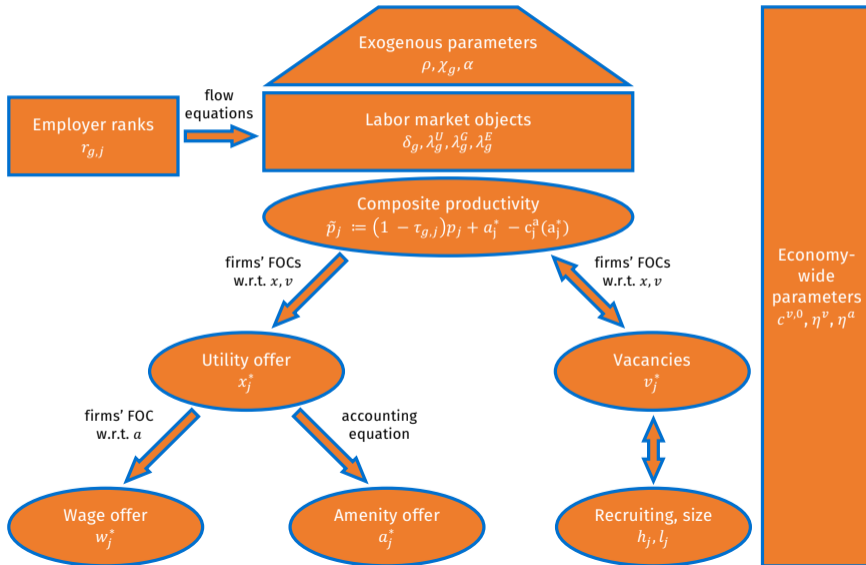 Exogenous parameters
ρ, χ_g, α
Employer ranks
r_{g,j}
flow
equations
Labor market objects
δ_g, λ_g^U, λ_g^G, λ_g^E
Composite productivity
p̃_j := (1 − τ_{g,j})p_j + a_j^* − c_j^a(a_j^*)
firms' FOCs
w.r.t. x, v
firms' FOCs
w.r.t. x, v
Utility offer
x_j^*
Vacancies
v_j^*
firms' FOC
w.r.t. a
accounting
equation
Wage offer
w_j^*
Amenity offer
a_j^*
Recruiting, size
h_j, l_j
Economy-
wide
parameters
c^{v,0}, η^v, η^a